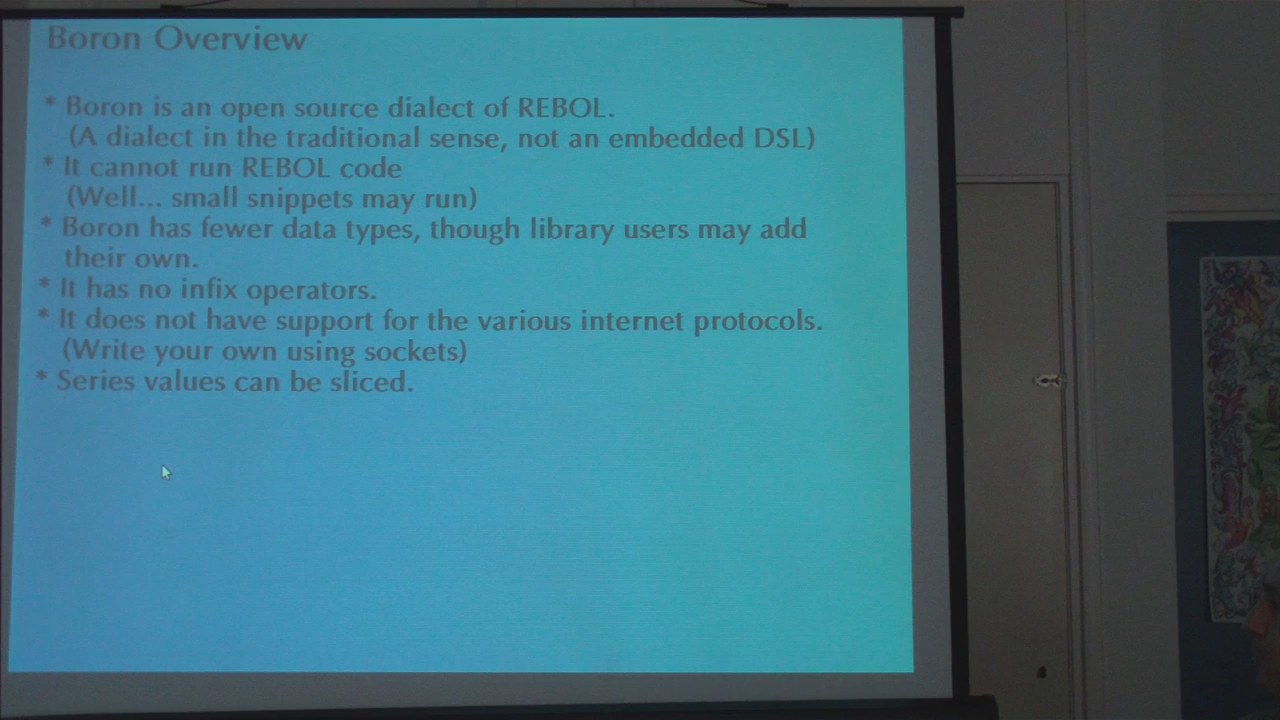 Boron Overview
* Boron is an open source dialect of REBOL.
(A dialect in the traditional sense, not an embedded DSL)
* It cannot run REBOL code
(Well... small snippets may run)
* Boron has fewer data types, though library users may add
their own.
* It has no infix operators.
* It does not have support for the various internet protocols.
(Write your own using sockets)
* Series values can be sliced.